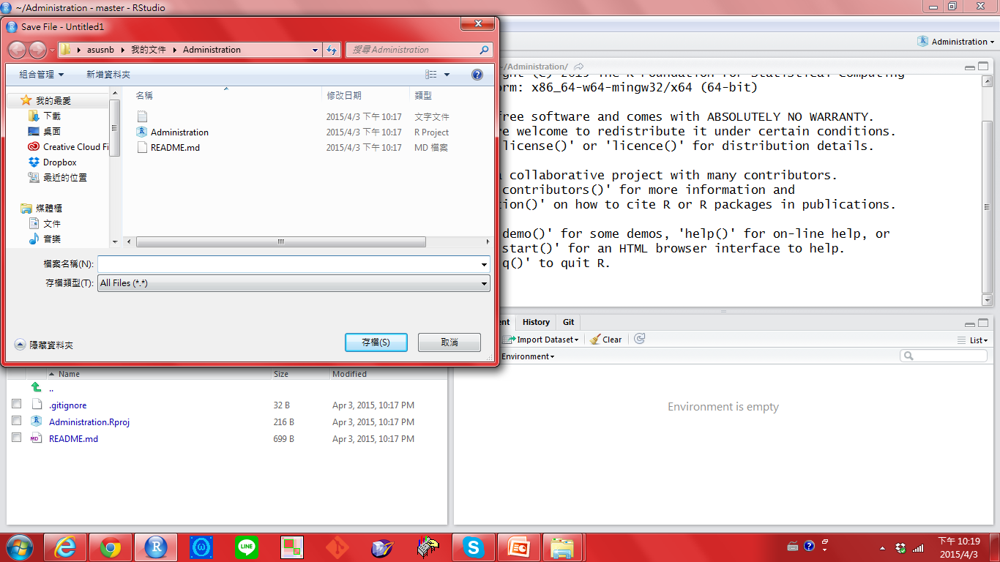 ~/Administration - master - RStudio
Save File - Untitled1
asusnb 我的文件 Administration
搜尋 Administration
Administration
組合管理 新增資料夾
~/Administration/
名稱 修改日期 類型
我的最愛
下載
桌面
Creative Cloud Fi
Dropbox
最近的位置
媒體櫃
文件
音樂
2015/4/3 下午 10:17 文字文件
Administration 2015/4/3 下午 10:17 R Project
README.md 2015/4/3 下午 10:17 MD 檔案
檔案名稱(N):
存檔類型(T): All Files (*.*)
隱藏資料夾
存檔(S) 取消
ght (C) 2015 The R Foundation for Statistical Computing
orm: x86_64-w64-mingw32/x64 (64-bit)
free software and comes with ABSOLUTELY NO WARRANTY.
re welcome to redistribute it under certain conditions.
license()' or 'licence()' for distribution details.
collaborative project with many contributors.
contributors()' for more information and
ion()' on how to cite R or R packages in publications.
demo()' for some demos, 'help()' for on-line help, or
start()' for an HTML browser interface to help.
q()' to quit R.
ent History Git
Import Dataset Clear List
Environment
Environment is empty
Name Size Modified
..
.gitignore 32 B Apr 3, 2015, 10:17 PM
Administration.Rproj 216 B Apr 3, 2015, 10:17 PM
README.md 699 B Apr 3, 2015, 10:17 PM
LINE
下午 10:19
2015/4/3